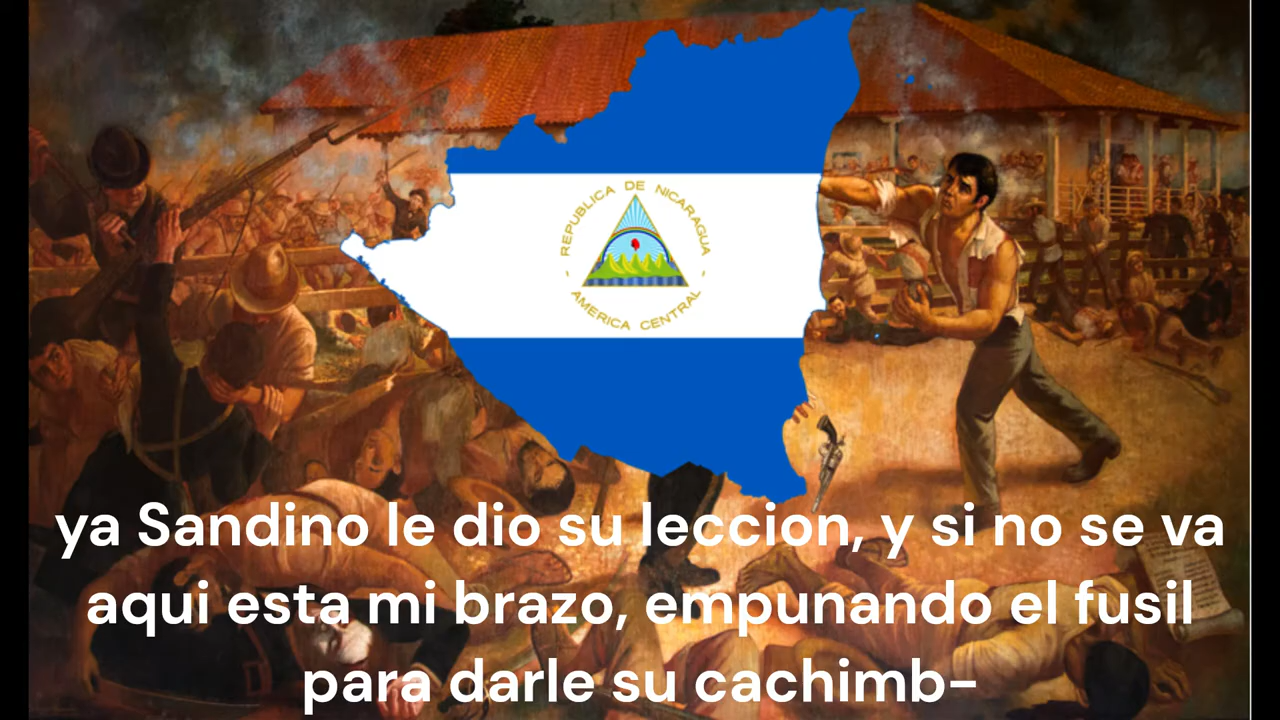 REPUBLICA DE NICARAGUA
- AMERICA CENTRAL -
ya Sandino le dio su leccion, y si no se va
aqui esta mi brazo, empunando el fusil
para darle su cachimb-